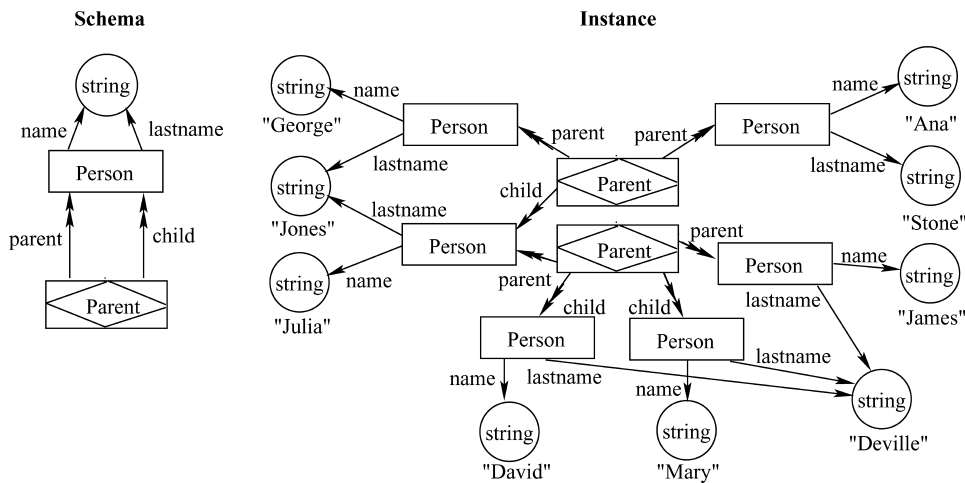 Schema
string
name
lastname
Person
parent
child
Parent
Instance
string
"George"
name
Person
lastname
string
"Jones"
lastname
Person
name
string
"Julia"
parent
parent
child
Parent
Person
name
string
"Ana"
lastname
string
"Stone"
Parent
parent
parent
Person
name
string
"James"
lastname
child
child
Person
Person
name
lastname
name
lastname
string
"David"
string
"Mary"
string
"Deville"